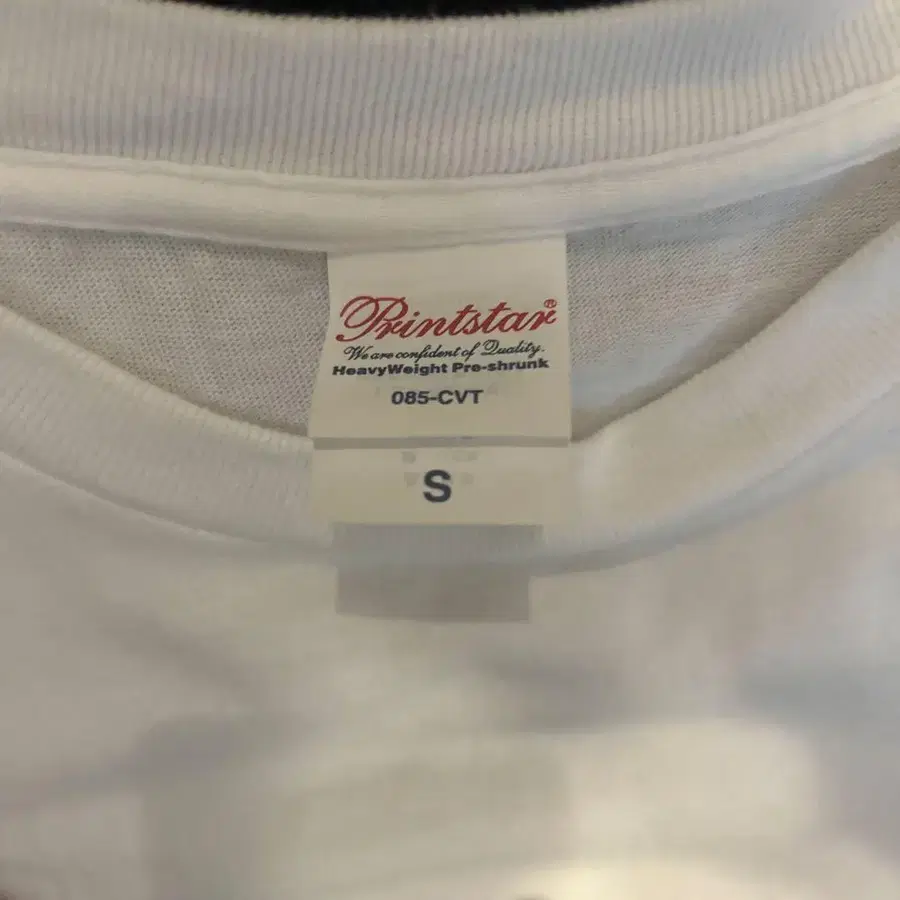 Printstar®
We are confident of Quality.
HeavyWeight Pre-shrunk
085-CVT
S